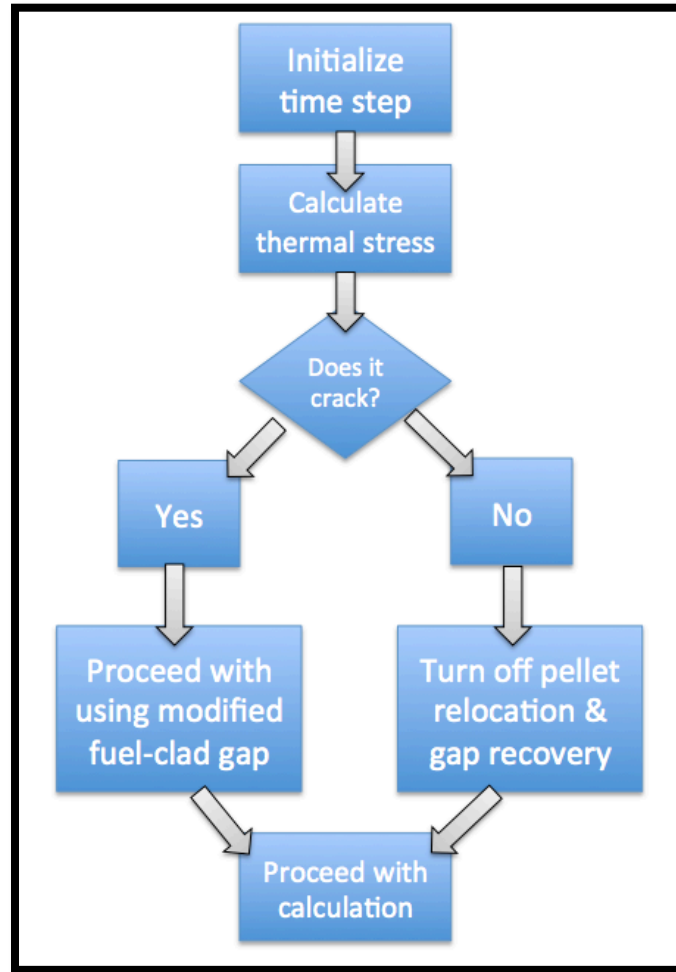 Initialize
time step
Calculate
thermal stress
Does it
crack?
Yes
No
Proceed with
using modified
fuel-clad gap
Turn off pellet
relocation &
gap recovery
Proceed with
calculation